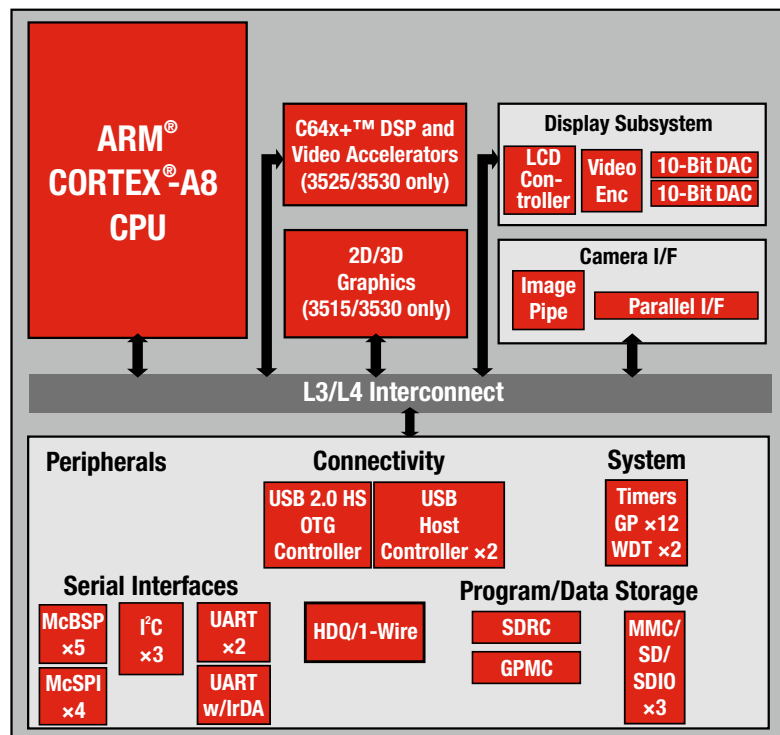 ARM®
CORTEX®-A8
CPU
C64x+™ DSP and
Video Accelerators
(3525/3530 only)
2D/3D
Graphics
(3515/3530 only)
Display Subsystem
LCD
Con-
troller
Video
Enc
10-Bit DAC
10-Bit DAC
Camera I/F
Image
Pipe
Parallel I/F
L3/L4 Interconnect
Peripherals
Connectivity
System
USB 2.0 HS
OTG
Controller
USB
Host
Controller ×2
Timers
GP ×12
WDT ×2
Serial Interfaces
Program/Data Storage
McBSP
×5
I²C
×3
UART
×2
HDQ/1-Wire
SDRC
MMC/
SD/
SDIO
×3
McSPI
×4
UART
w/IrDA
GPMC